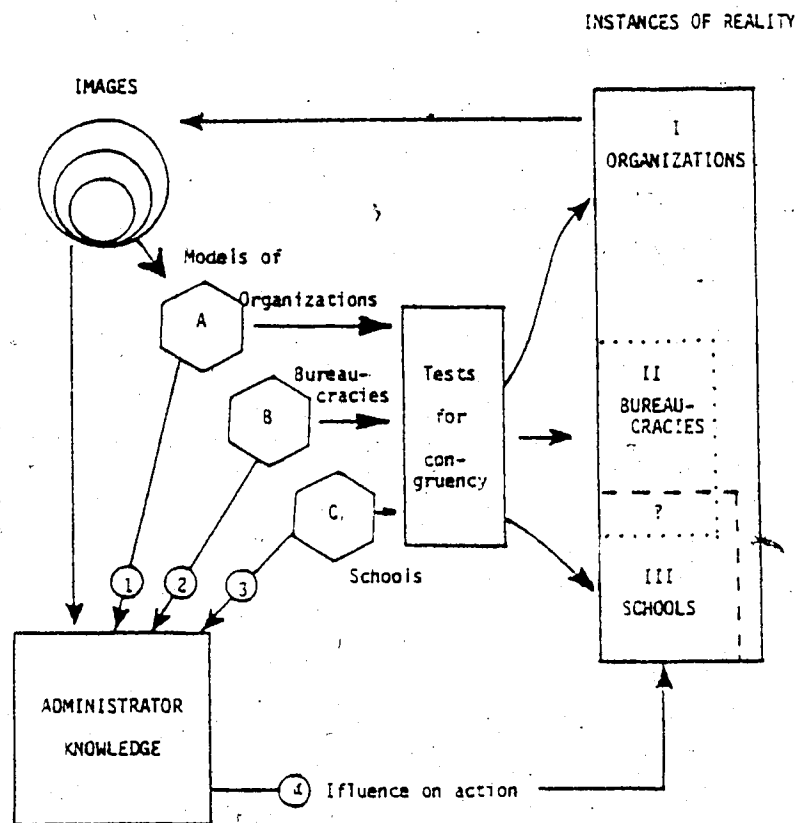 INSTANCES OF REALITY
IMAGES
I
ORGANIZATIONS
Models of
Organizations
A
Bureau-
cracies
B
Tests
for
con-
gruency
II
BUREAU-
CRACIES
C
?
Schools
III
SCHOOLS
1
2
3
ADMINISTRATOR
KNOWLEDGE
4 Ifluence on action